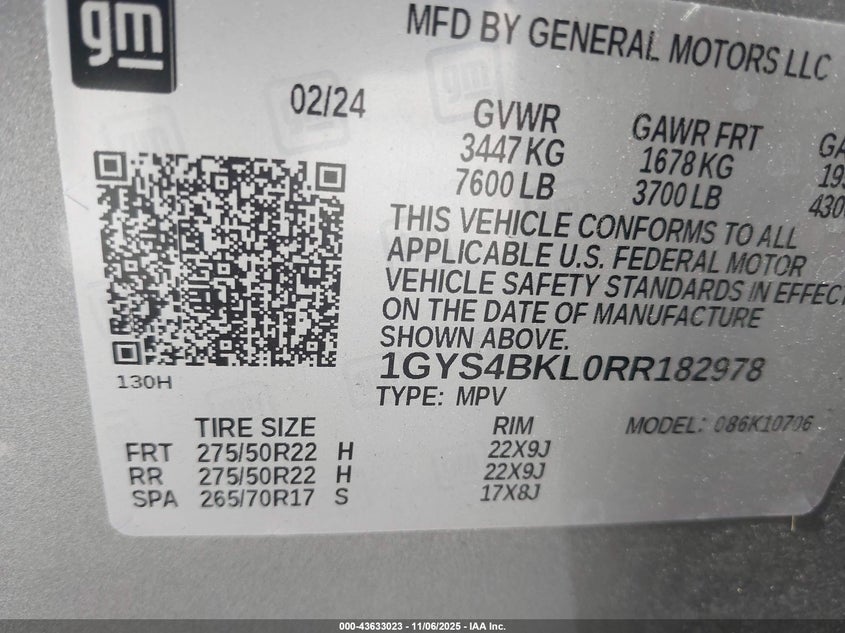 gm
MFD BY GENERAL MOTORS LLC
02/24
GVWR
3447 KG
7600 LB
GAWR FRT
1678 KG
3700 LB
THIS VEHICLE CONFORMS TO ALL
APPLICABLE U.S. FEDERAL MOTOR
VEHICLE SAFETY STANDARDS IN EFFECT
ON THE DATE OF MANUFACTURE
SHOWN ABOVE.
1GYS4BKL0RR182978
TYPE: MPV
130H
TIRE SIZE RIM MODEL: 086K10706
FRT 275/50R22 H 22X9J
RR 275/50R22 H 22X9J
SPA 265/70R17 S 17X8J
000-43633023 - 11/06/2025 - IAA Inc.